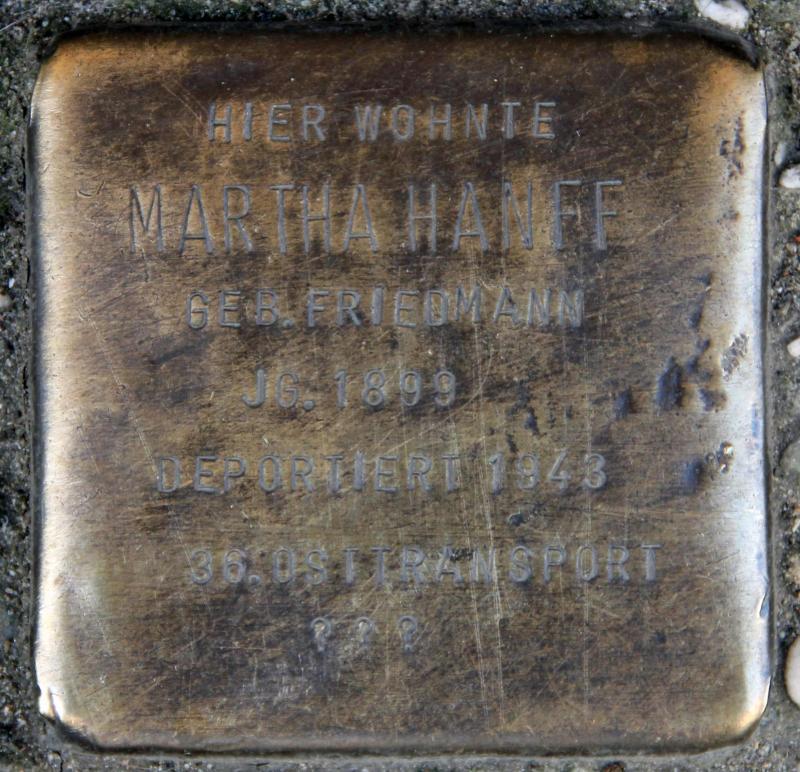 HIER WOHNTE
MARTHA HANFF
GEB. FRIEDMANN
JG. 1899
DEPORTIERT 1943
36. OSTTRANSPORT
???